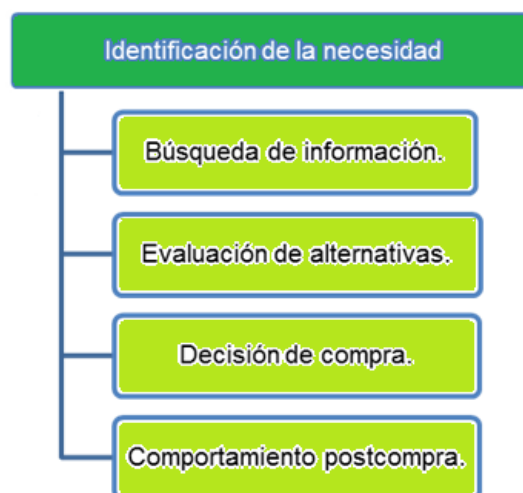 Identificación de la necesidad
Búsqueda de información.
Evaluación de alternativas.
Decisión de compra.
Comportamiento postcompra.